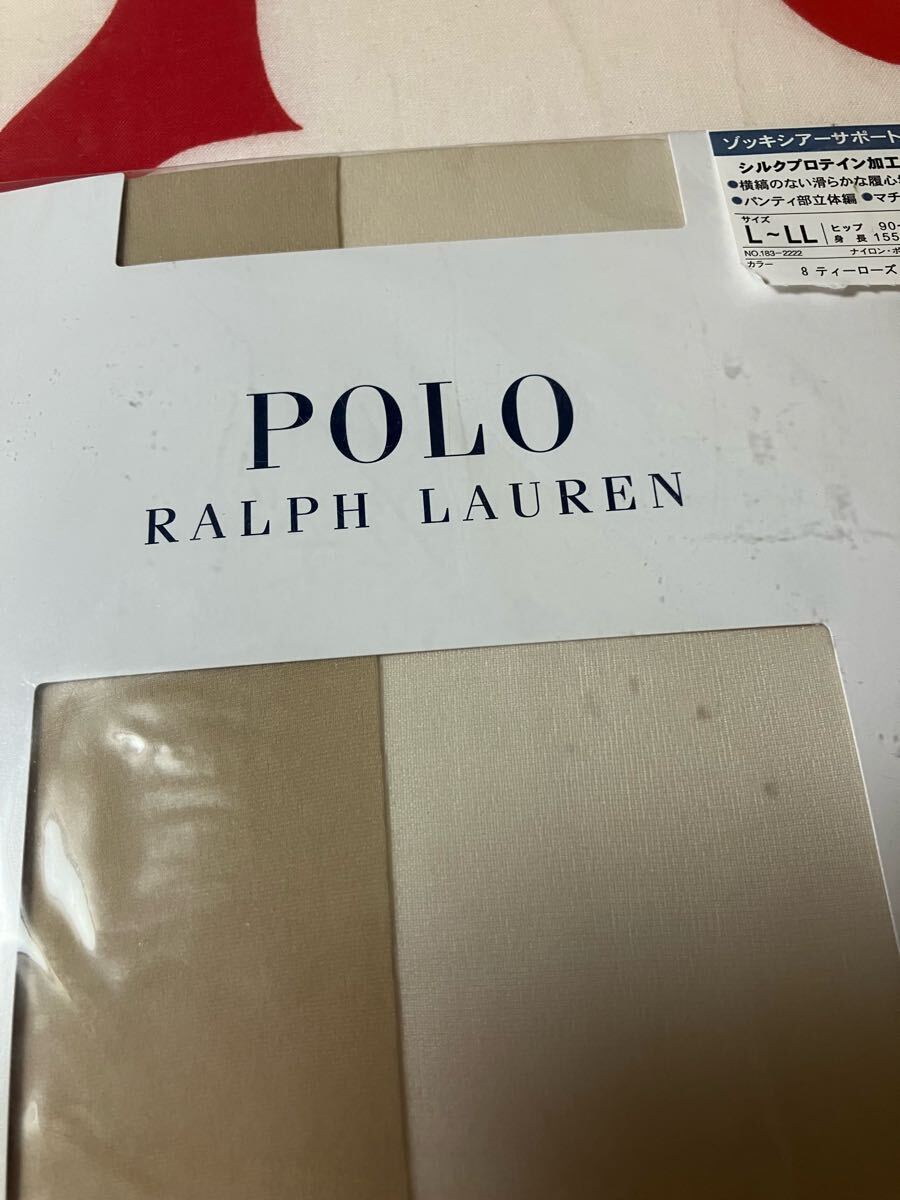 ゾッキシアーサポート
シルクプロテイン加工
●横縞のない滑らかな履心
●パンティ部立体編 ●マチ
サイズ
L~LL
ヒップ 90~
身長 155
NO.183-2222 ナイロン・ポ
カラー
8 ティーローズ
POLO
RALPH LAUREN